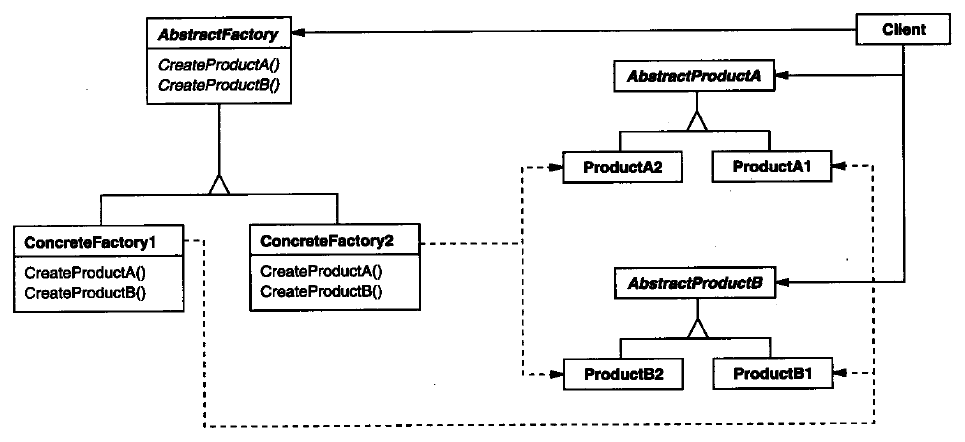 AbstractFactory
CreateProductA()
CreateProductB()
Client
AbstractProductA
ProductA2
ProductA1
ConcreteFactory1
CreateProductA()
CreateProductB()
ConcreteFactory2
CreateProductA()
CreateProductB()
AbstractProductB
ProductB2
ProductB1